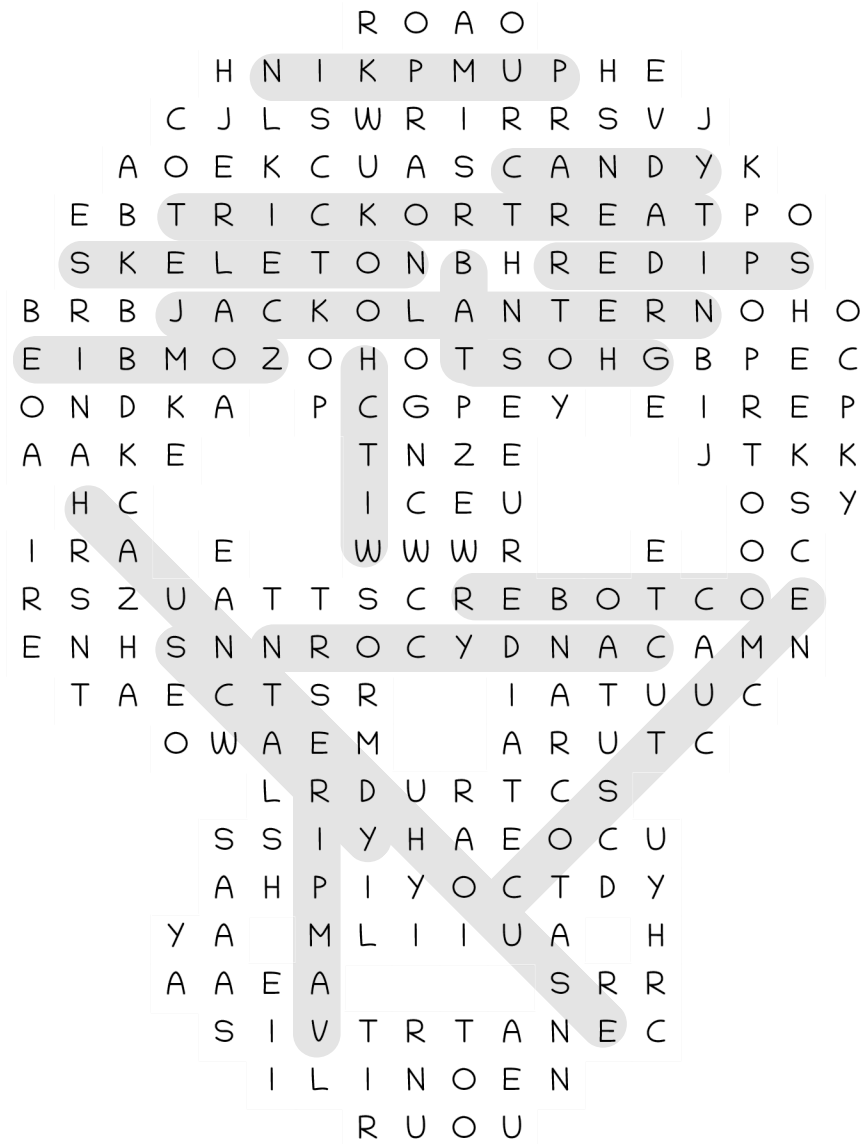 R O A O
H N I K P M U P H E
C J L S W R I R R S V J
A O E K C U A S C A N D Y K
E B T R I C K O R T R E A T P O
S K E L E T O N B H R E D I P S
B R B J A C K O L A N T E R N O H O
E I B M O Z O H O T S O H G B P E C
O N D K A P C G P E Y E I R E P
A A K E T N Z E J T K K
H C I C E U O S Y
I R A E W W W R E O C
R S Z U A T T S C R E B O T C O E
E N H S N N R O C Y D N A C A M N
T A E C T S R I A T U U C
O W A E M A R U T C
L R D U R T C S
S S I Y H A E O C U
A H P I Y O C T D Y
Y A M L I I U A H
A A E A S R R
S I V T R T A N E C
I L I N O E N
R U O U